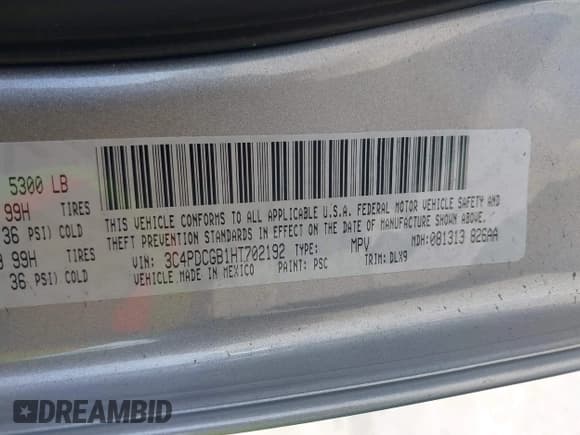 5300 LB
99H TIRES
36 PSI) COLD
99H TIRES
36 PSI) COLD
THIS VEHICLE CONFORMS TO ALL APPLICABLE U.S.A. FEDERAL MOTOR VEHICLE SAFETY AND
THEFT PREVENTION STANDARDS IN EFFECT ON THE DATE OF MANUFACTURE SHOWN ABOVE.
VIN: 3C4PDCGB1HT702192 TYPE: MPV MDH: 081313 826AA
VEHICLE MADE IN MEXICO PAINT: PSC TRIM: DLX9
DREAMBID